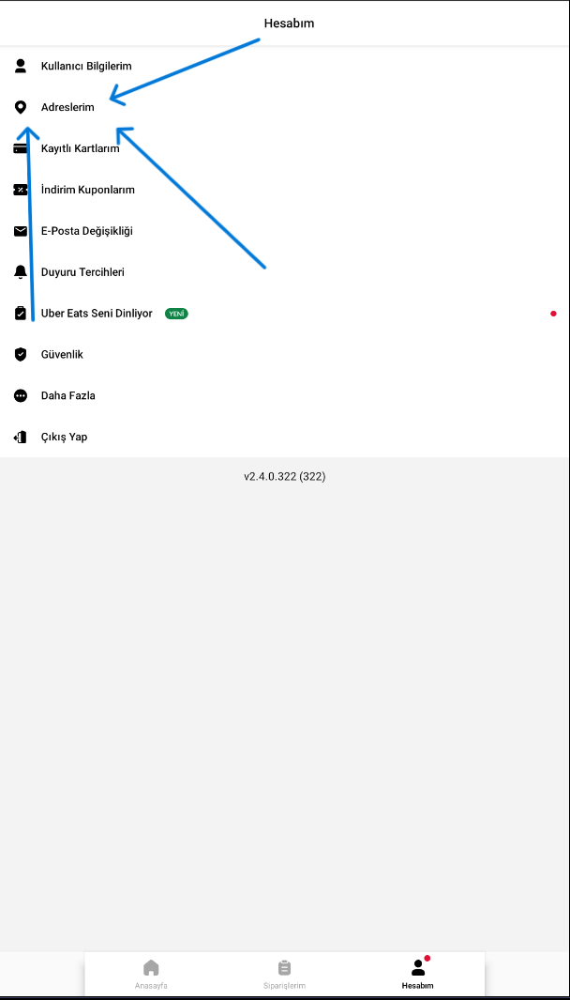 Hesabım
Kullanıcı Bilgilerim
Adreslerim
Kayıtlı Kartlarım
İndirim Kuponlarım
E-Posta Değişikliği
Duyuru Tercihleri
Uber Eats Seni Dinliyor YENİ
Güvenlik
Daha Fazla
Çıkış Yap
v2.4.0.322 (322)
Anasayfa Siparişlerim Hesabım